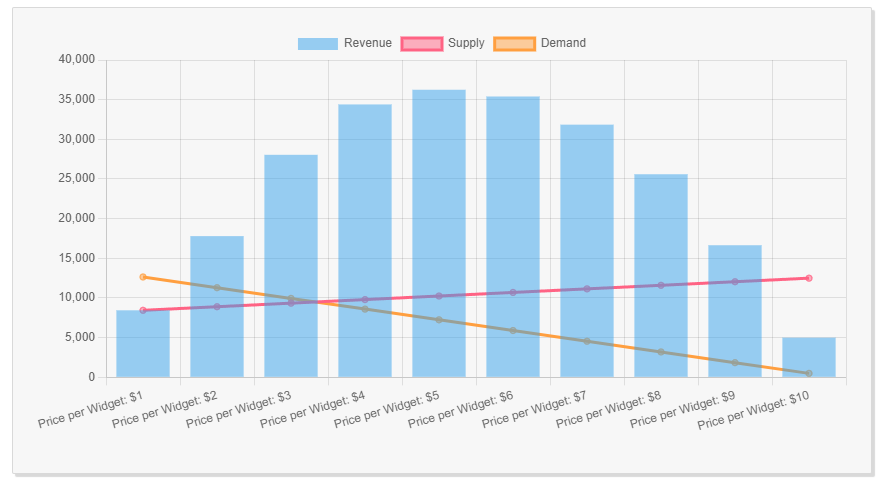 Revenue Supply Demand
40,000
35,000
30,000
25,000
20,000
15,000
10,000
5,000
0
Price per Widget: $1
Price per Widget: $2
Price per Widget: $3
Price per Widget: $4
Price per Widget: $5
Price per Widget: $6
Price per Widget: $7
Price per Widget: $8
Price per Widget: $9
Price per Widget: $10